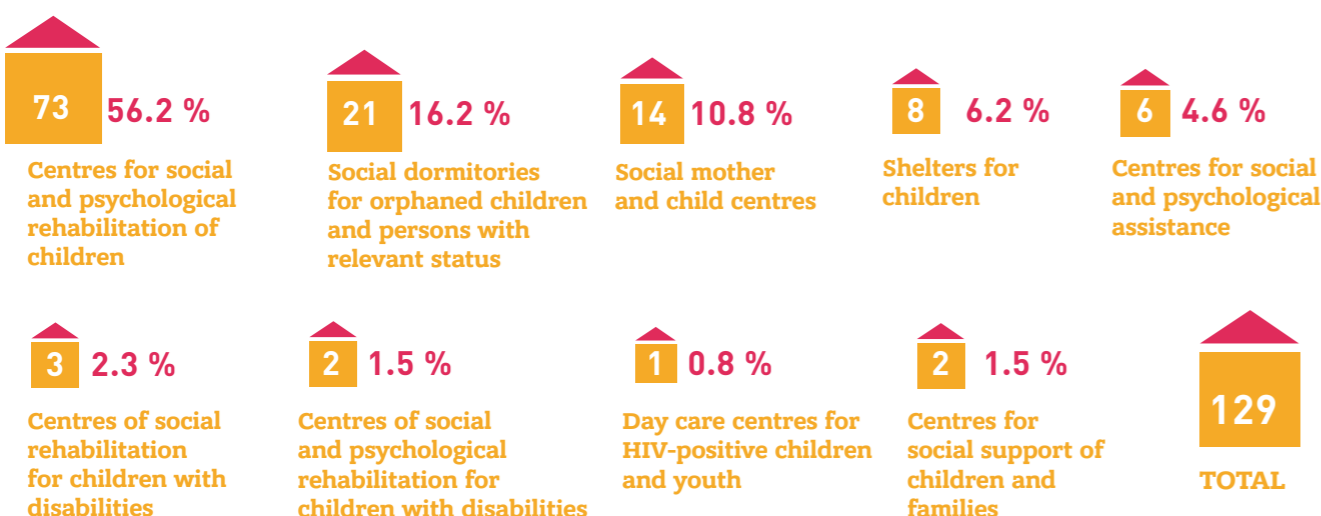 73 56.2 %
Centres for social
and psychological
rehabilitation of
children
21 16.2 %
Social dormitories
for orphaned children
and persons with
relevant status
14 10.8 %
Social mother
and child centres
8 6.2 %
Shelters for
children
6 4.6 %
Centres for social
and psychological
assistance
3 2.3 %
Centres of social
rehabilitation
for children with
disabilities
2 1.5 %
Centres of social
and psychological
rehabilitation for
children with disabilities
1 0.8 %
Day care centres for
HIV-positive children
and youth
2 1.5 %
Centres for
social support of
children and
families
129
TOTAL